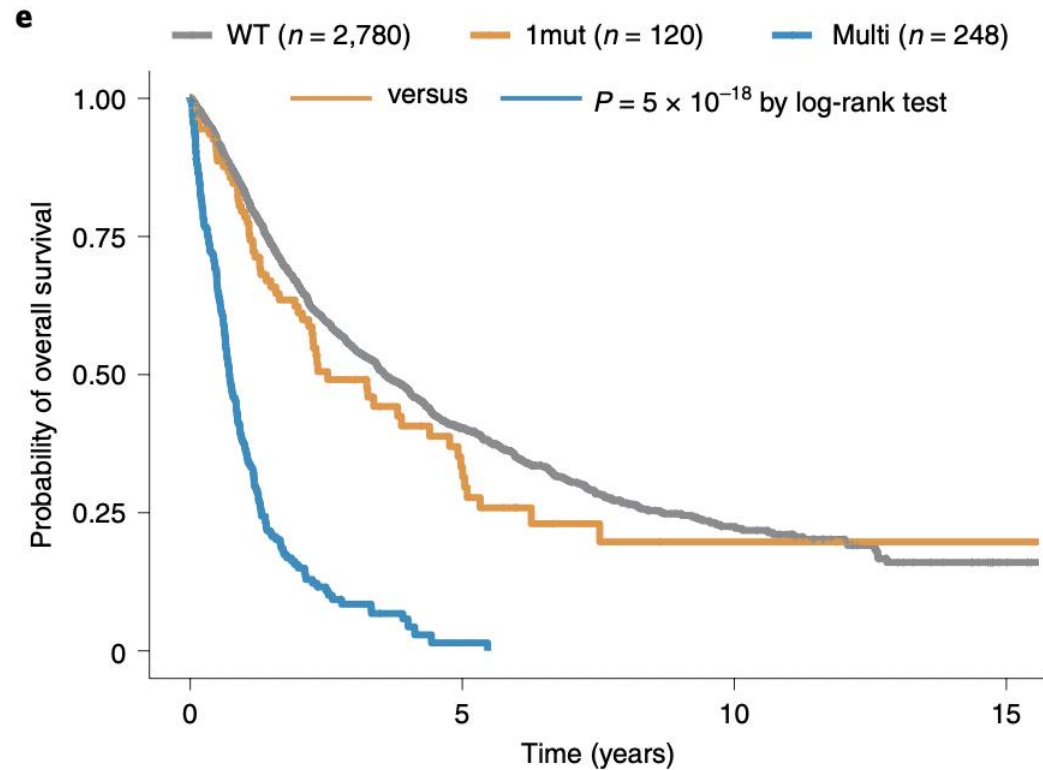 e
WT (n = 2,780) 1mut (n = 120) Multi (n = 248)
versus P = 5 × 10⁻¹⁸ by log-rank test
Probability of overall survival
1.00
0.75
0.50
0.25
0
0 5 10 15
Time (years)